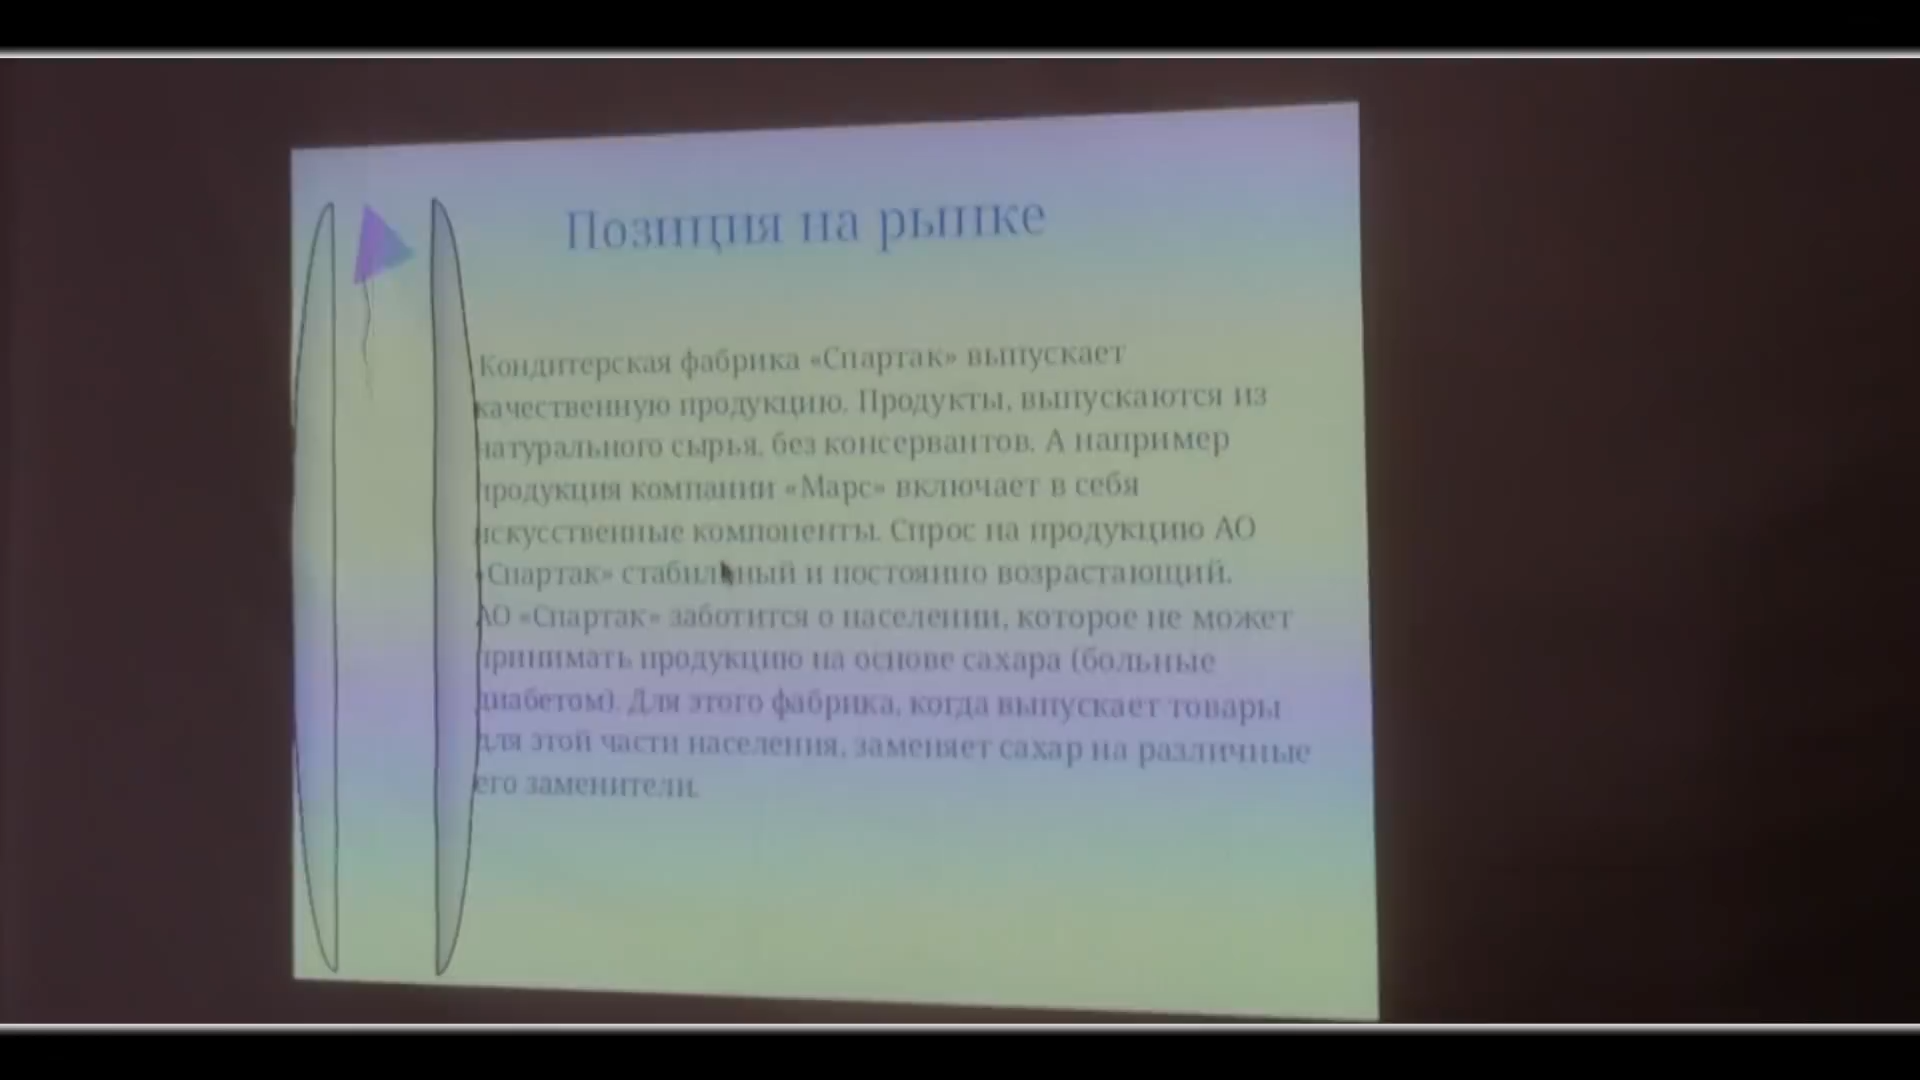 Позиция на рынке
Кондитерская фабрика «Спартак» выпускает
качественную продукцию. Продукты, выпускаются из
натурального сырья, без консервантов. А например
продукция компании «Марс» включает в себя
искусственные компоненты. Спрос на продукцию АО
«Спартак» стабильный и постоянно возрастающий.
АО «Спартак» заботится о населении, которое не может
принимать продукцию на основе сахара (больные
диабетом). Для этого фабрика, когда выпускает товары
для этой части населения, заменяет сахар на различные
его заменители.